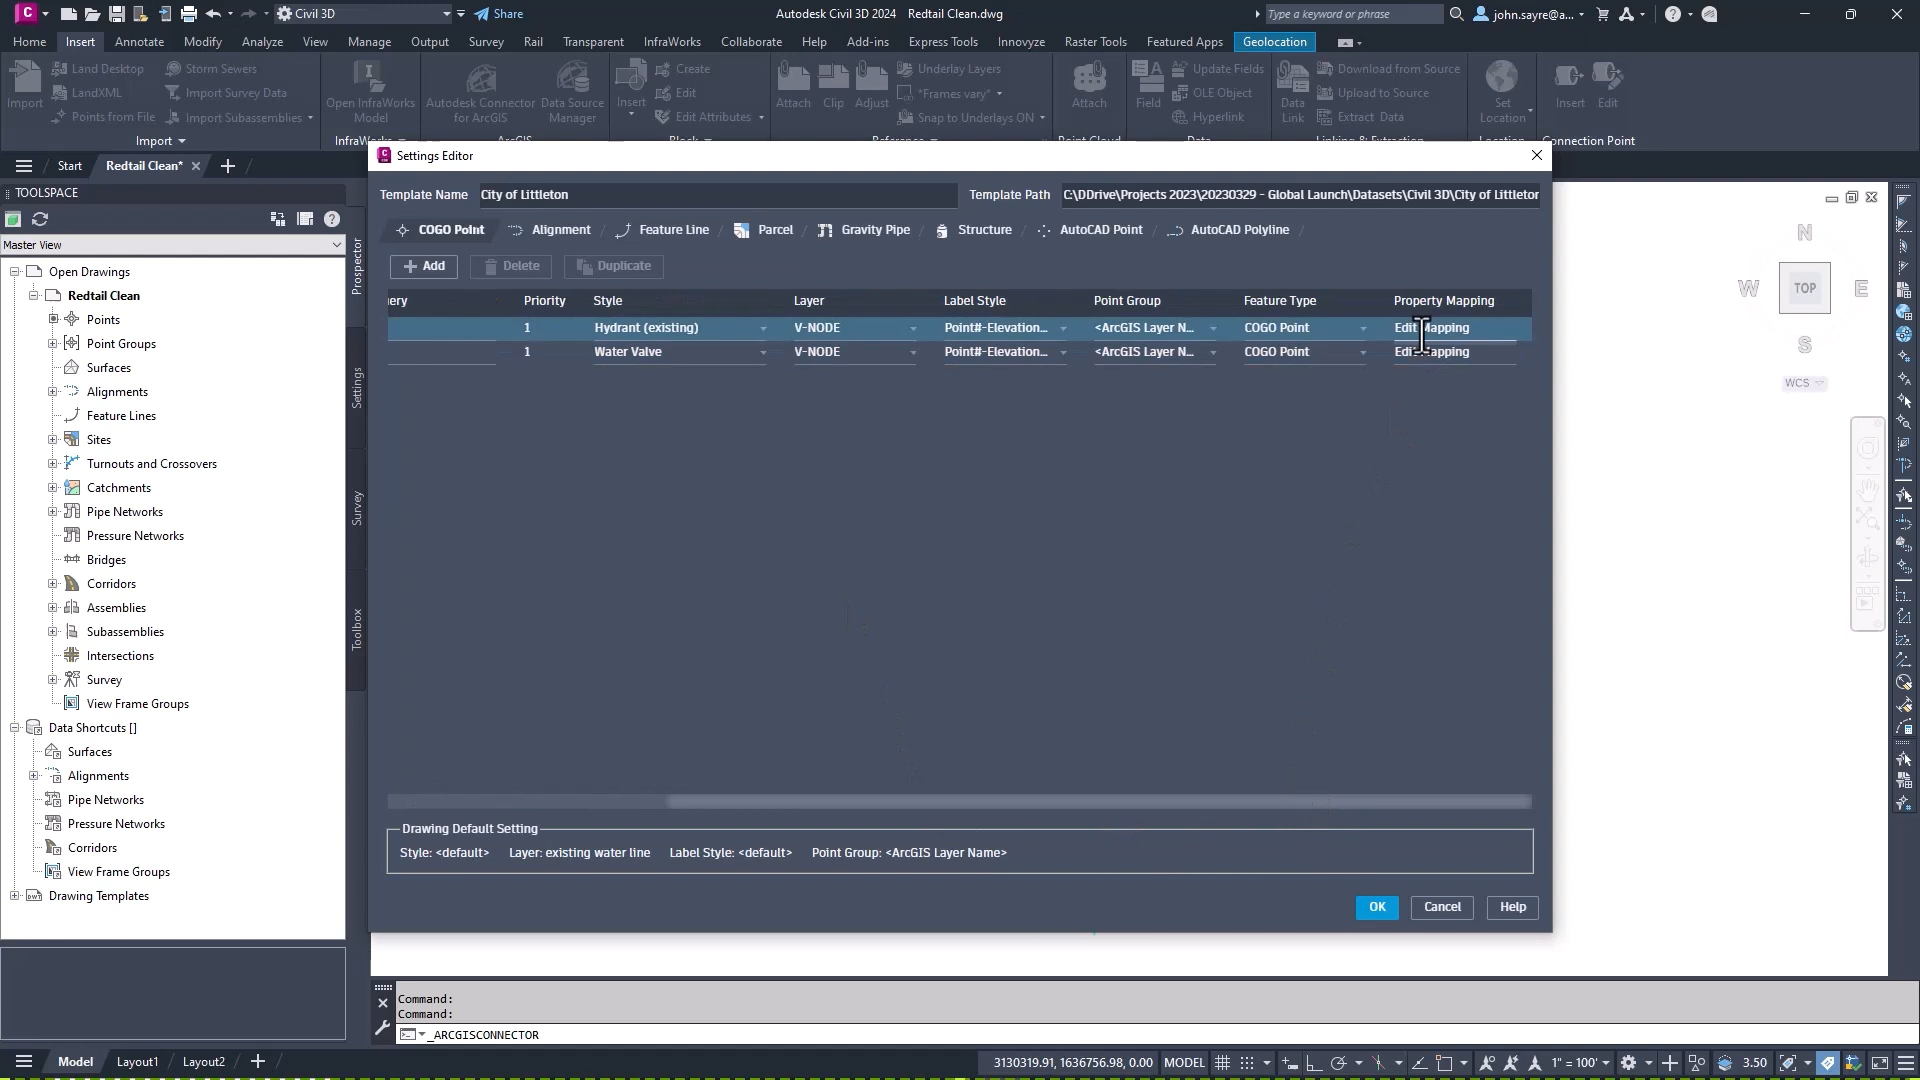 Civil 3D
Share
Autodesk Civil 3D 2024 Redtail Clean.dwg
Type a keyword or phrase
john.sayre@a...
Home Insert Annotate Modify Analyze View Manage Output Survey Rail Transparent InfraWorks Collaborate Help Add-ins Express Tools Innovyze Raster Tools Featured Apps Geolocation
Import
Land Desktop
LandXML
Points from File
Storm Sewers
Import Survey Data
Import Subassemblies
Open InfraWorks
Model
Autodesk Connector
for ArcGIS
Data Source
Manager
Insert
Create
Edit
Edit Attributes
Attach
Clip
Adjust
Underlay Layers
*Frames vary*
Snap to Underlays ON
Attach
Field
Update Fields
OLE Object
Hyperlink
Data
Link
Download from Source
Upload to Source
Extract Data
Set
Location
Insert
Edit
Import
Connection Point
Start
Redtail Clean*
TOOLSPACE
Master View
Open Drawings
Redtail Clean
Points
Point Groups
Surfaces
Alignments
Feature Lines
Sites
Turnouts and Crossovers
Catchments
Pipe Networks
Pressure Networks
Bridges
Corridors
Assemblies
Subassemblies
Intersections
Survey
View Frame Groups
Data Shortcuts []
Surfaces
Alignments
Pipe Networks
Pressure Networks
Corridors
View Frame Groups
Drawing Templates
Prospector
Settings
Survey
Toolbox
Settings Editor
Template Name City of Littleton
Template Path C:\DDrive\Projects 2023\20230329 - Global Launch\Datasets\Civil 3D\City of Littleton
COGO Point Alignment Feature Line Parcel Gravity Pipe Structure AutoCAD Point AutoCAD Polyline
Add Delete Duplicate
ery Priority Style Layer Label Style Point Group Feature Type Property Mapping
1 Hydrant (existing) V-NODE Point#-Elevation... <ArcGIS Layer N... COGO Point Edit Mapping
1 Water Valve V-NODE Point#-Elevation... <ArcGIS Layer N... COGO Point Edit Mapping
Drawing Default Setting
Style: <default> Layer: existing water line Label Style: <default> Point Group: <ArcGIS Layer Name>
OK Cancel Help
N
W TOP E
S
WCS
Command:
Command:
_ARCGISCONNECTOR
Model Layout1 Layout2
3130319.91, 1636756.98, 0.00 MODEL
1" = 100'
3.50